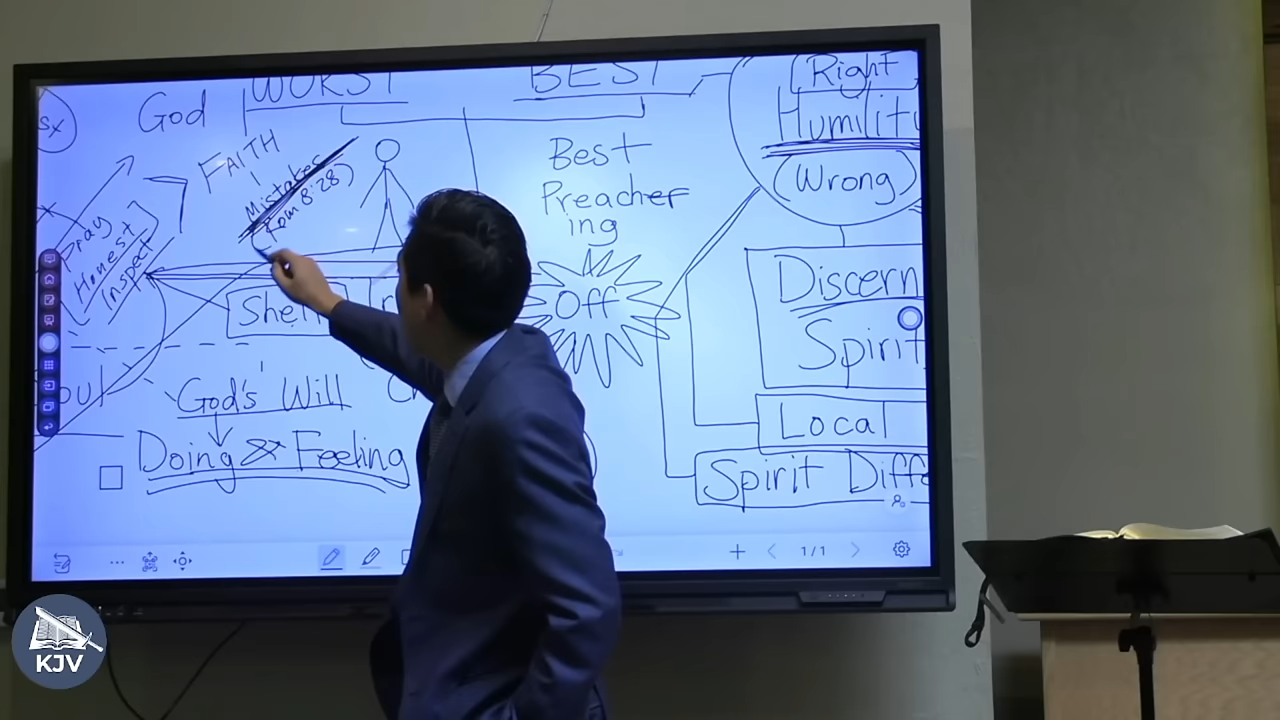 WORST
BEST
(Right
Humility
(Wrong)
God
FAITH
Mistakes
(Rom 8:28)
Pray
Honest
Inspect
Best
Preacher
ing
Off
Discern
Spirit
Local
Spirit Diff
God's Will
Doing & Feeling
1/1
KJV